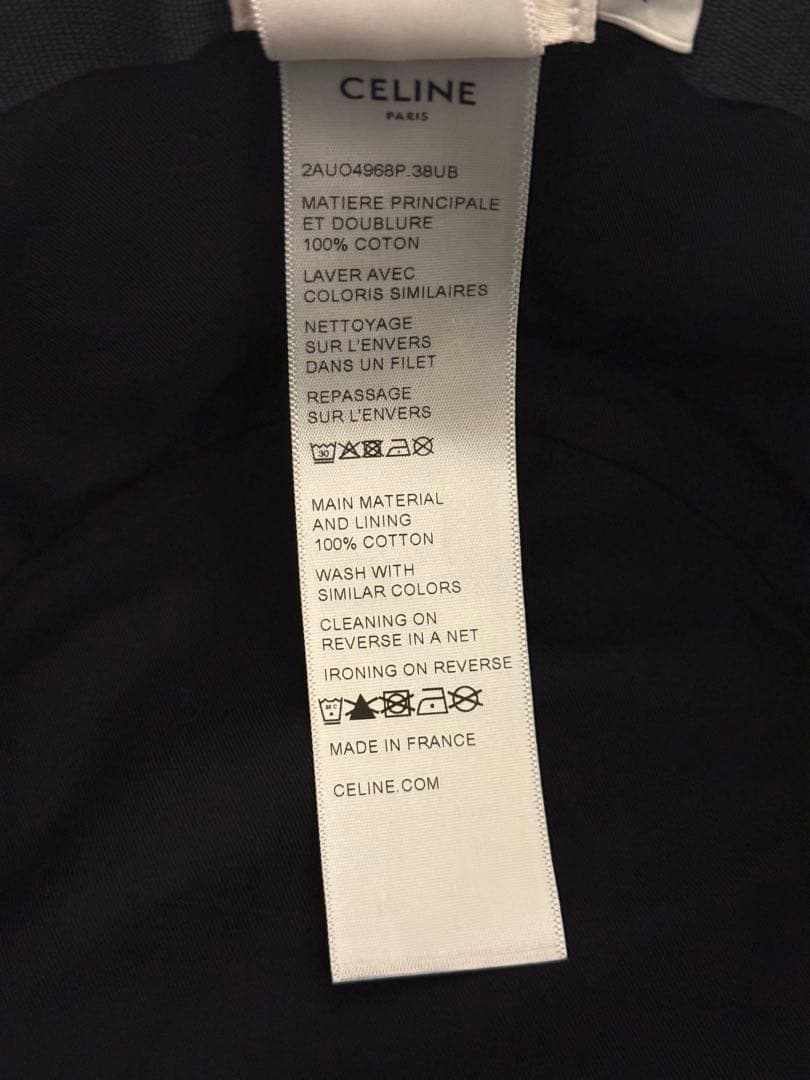 CELINE
PARIS
2AUO4968P.38UB
MATIERE PRINCIPALE
ET DOUBLURE
100% COTON
LAVER AVEC
COLORIS SIMILAIRES
NETTOYAGE
SUR L'ENVERS
DANS UN FILET
REPASSAGE
SUR L'ENVERS
30
MAIN MATERIAL
AND LINING
100% COTTON
WASH WITH
SIMILAR COLORS
CLEANING ON
REVERSE IN A NET
IRONING ON REVERSE
MADE IN FRANCE
CELINE.COM